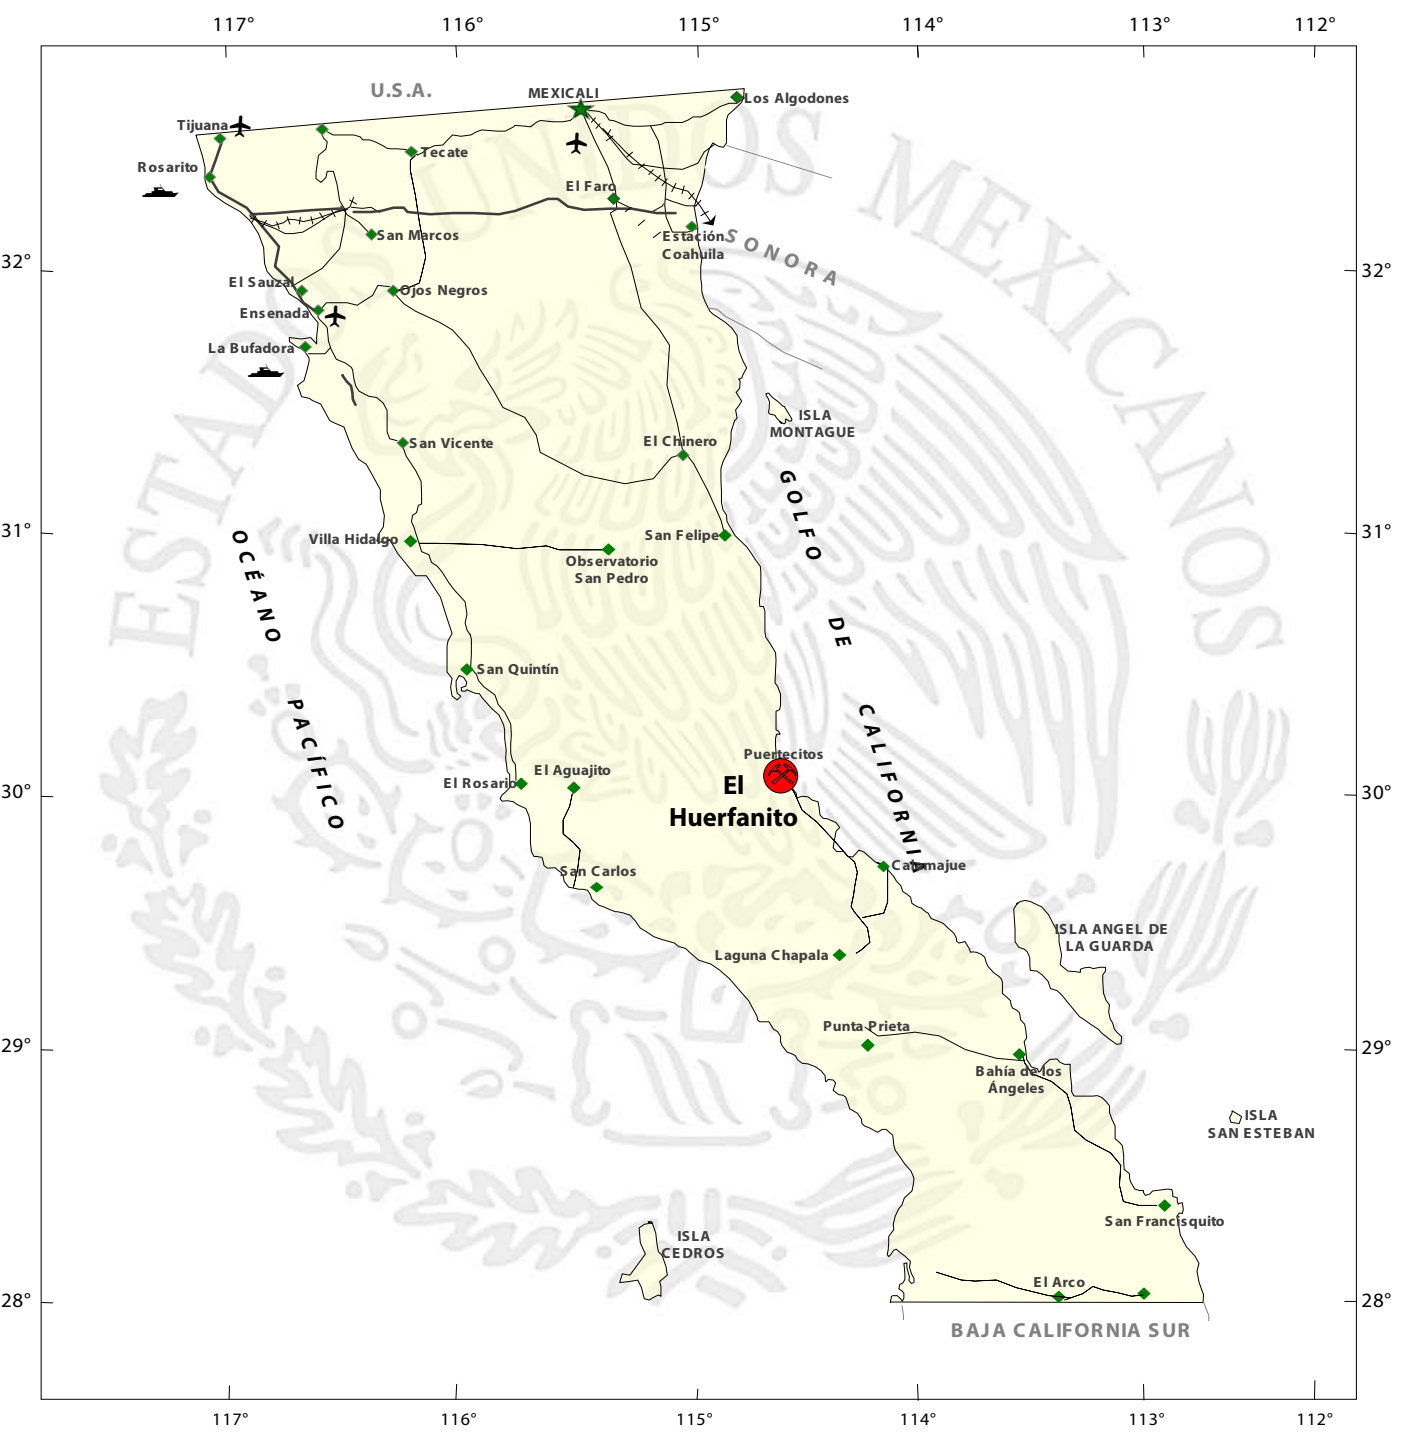 117° 116° 115° 114° 113° 112°
U.S.A.
MEXICALI
Los Algodones
Tijuana
Tecate
Rosarito
El Faro
San Marcos
Estación
Coahuila
SONORA
32° 32°
El Sauzal
Ojos Negros
Ensenada
La Bufadora
ISLA
MONTAGUE
San Vicente
El Chinero
GOLFO DE CALIFORNIA
31° 31°
Villa Hidalgo
San Felipe
Observatorio
San Pedro
OCÉANO PACÍFICO
San Quintín
Puertecitos
El Aguajito
El Rosario
El
Huerfanito
30° 30°
San Carlos
Calamajue
ISLA ANGEL DE
LA GUARDA
Laguna Chapala
Punta Prieta
29° 29°
Bahía de los
Ángeles
ISLA
SAN ESTEBAN
San Francisquito
ISLA
CEDROS
El Arco
28° 28°
BAJA CALIFORNIA SUR
117° 116° 115° 114° 113° 112°
ESTADOS UNIDOS MEXICANOS